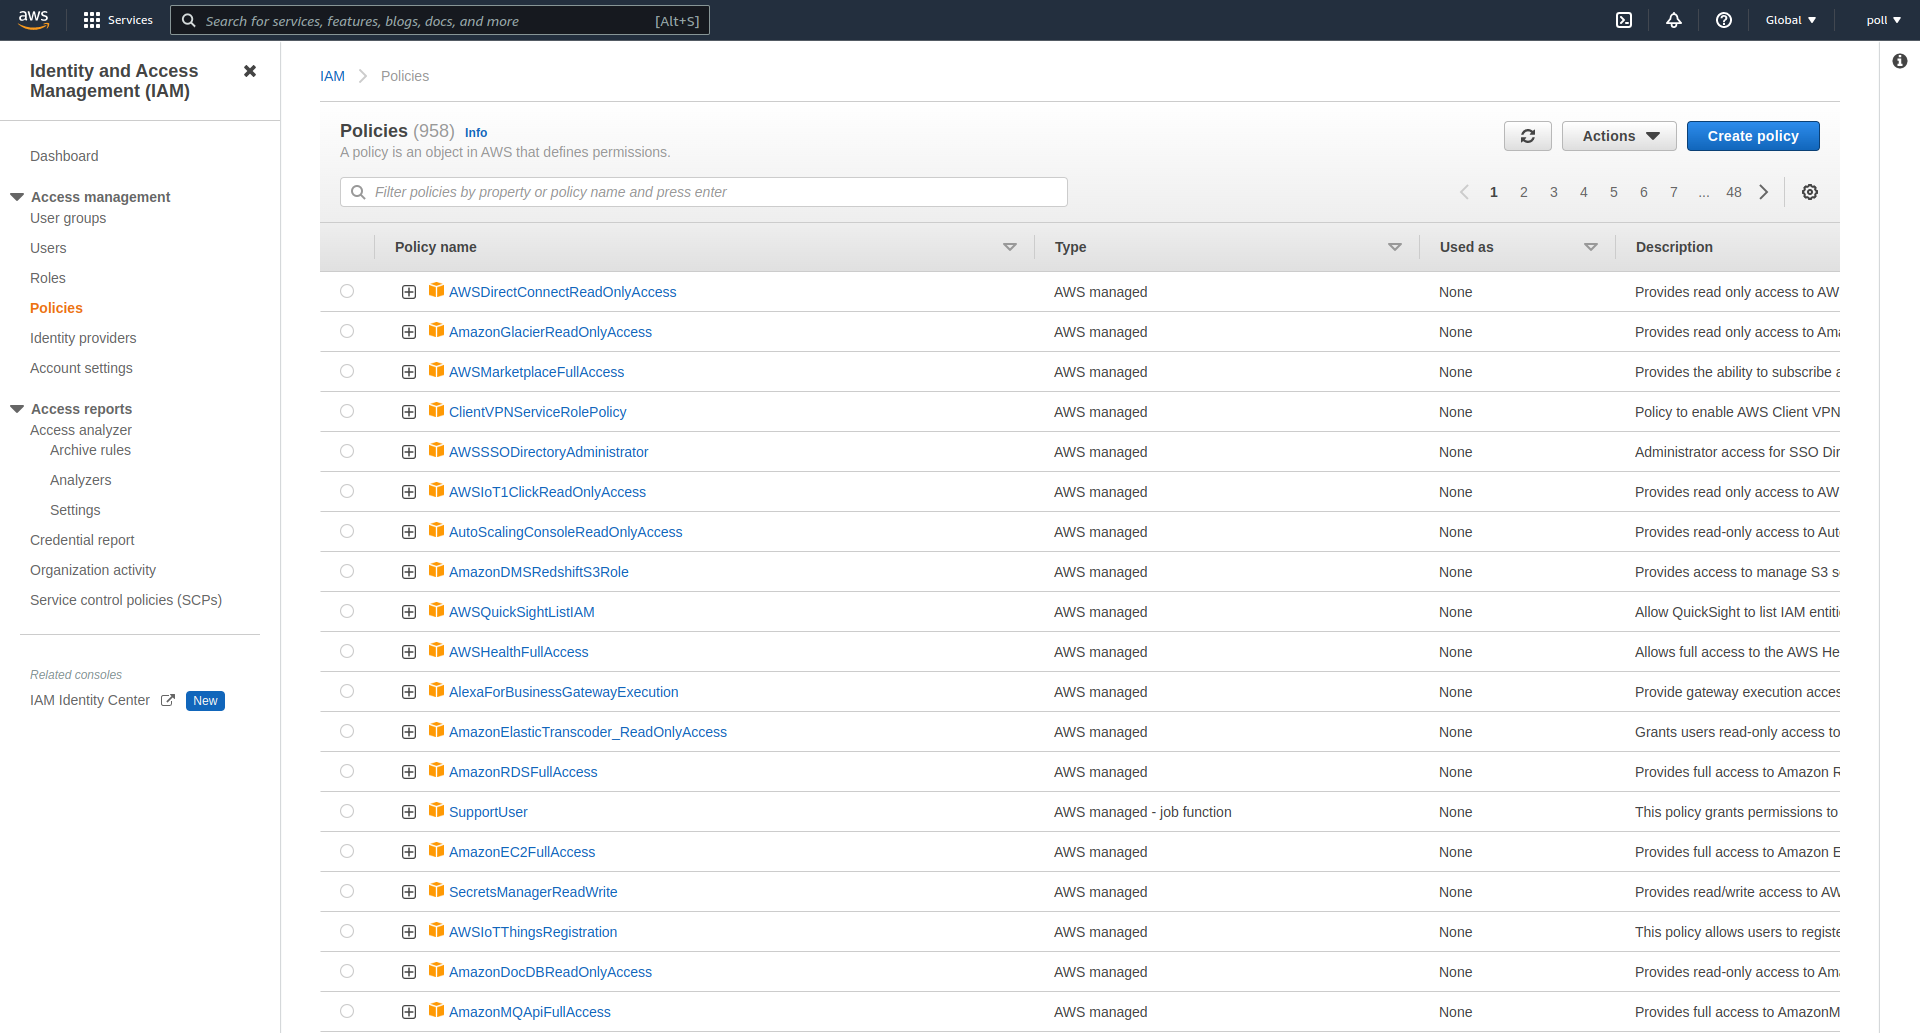 aws
Services
Search for services, features, blogs, docs, and more
[Alt+S]
Global
poll
Identity and Access
Management (IAM)
Dashboard
Access management
User groups
Users
Roles
Policies
Identity providers
Account settings
Access reports
Access analyzer
Archive rules
Analyzers
Settings
Credential report
Organization activity
Service control policies (SCPs)
Related consoles
IAM Identity Center New
IAM > Policies
Policies (958) Info
A policy is an object in AWS that defines permissions.
Actions
Create policy
Filter policies by property or policy name and press enter
1 2 3 4 5 6 7 ... 48
Policy name Type Used as Description
AWSDirectConnectReadOnlyAccess AWS managed None Provides read only access to AW
AmazonGlacierReadOnlyAccess AWS managed None Provides read only access to Ama
AWSMarketplaceFullAccess AWS managed None Provides the ability to subscribe a
ClientVPNServiceRolePolicy AWS managed None Policy to enable AWS Client VPN
AWSSSODirectoryAdministrator AWS managed None Administrator access for SSO Dir
AWSIoT1ClickReadOnlyAccess AWS managed None Provides read only access to AW
AutoScalingConsoleReadOnlyAccess AWS managed None Provides read-only access to Aut
AmazonDMSRedshiftS3Role AWS managed None Provides access to manage S3 s
AWSQuickSightListIAM AWS managed None Allow QuickSight to list IAM entiti
AWSHealthFullAccess AWS managed None Allows full access to the AWS He
AlexaForBusinessGatewayExecution AWS managed None Provide gateway execution acces
AmazonElasticTranscoder_ReadOnlyAccess AWS managed None Grants users read-only access to
AmazonRDSFullAccess AWS managed None Provides full access to Amazon R
SupportUser AWS managed - job function None This policy grants permissions to
AmazonEC2FullAccess AWS managed None Provides full access to Amazon E
SecretsManagerReadWrite AWS managed None Provides read/write access to AW
AWSIoTThingsRegistration AWS managed None This policy allows users to registe
AmazonDocDBReadOnlyAccess AWS managed None Provides read-only access to Ama
AmazonMQApiFullAccess AWS managed None Provides full access to AmazonM